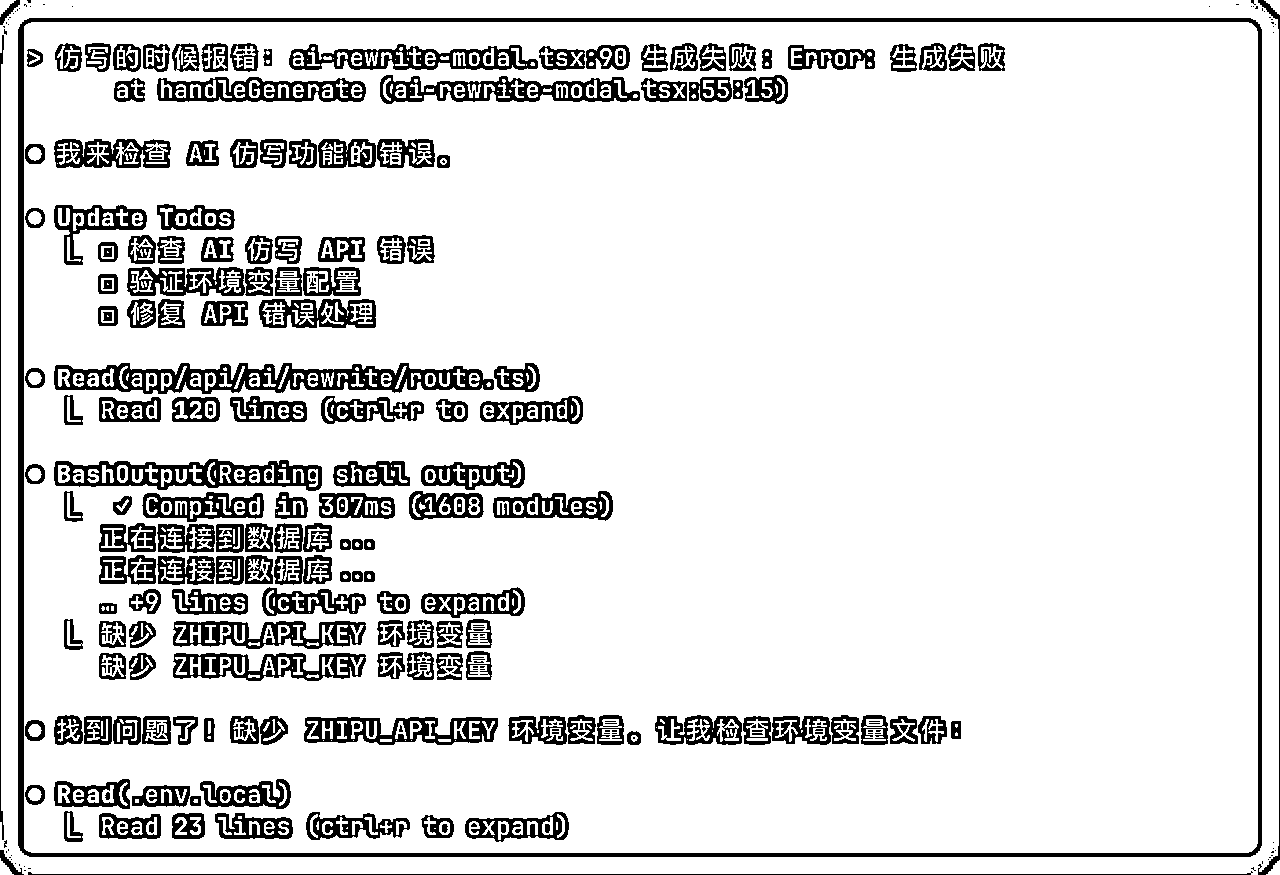 > 仿写的时候报错: ai-rewrite-modal.tsx:90 生成失败: Error: 生成失败
at handleGenerate (ai-rewrite-modal.tsx:55:15)
我来检查 AI 仿写功能的错误。
Update Todos
检查 AI 仿写 API 错误
验证环境变量配置
修复 API 错误处理
Read(app/api/ai/rewrite/route.ts)
Read 120 lines (ctrl+r to expand)
BashOutput(Reading shell output)
✓ Compiled in 307ms (1608 modules)
正在连接到数据库...
正在连接到数据库...
… +9 lines (ctrl+r to expand)
缺少 ZHIPU_API_KEY 环境变量
缺少 ZHIPU_API_KEY 环境变量
找到问题了! 缺少 ZHIPU_API_KEY 环境变量。让我检查环境变量文件:
Read(.env.local)
Read 23 lines (ctrl+r to expand)